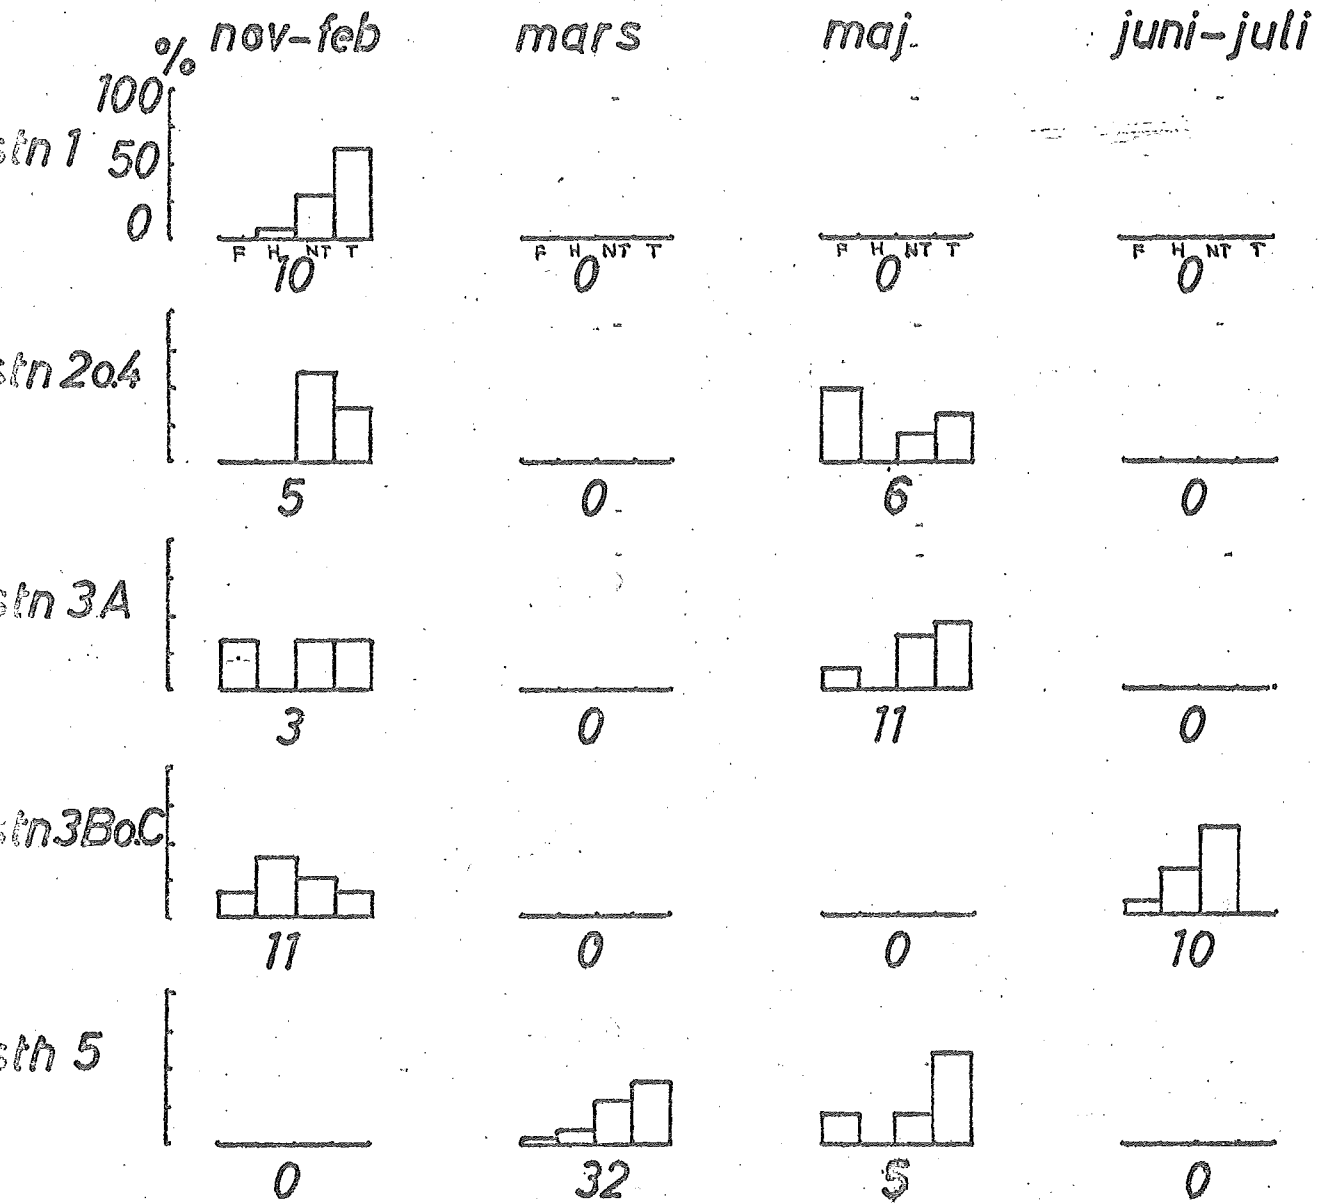 % nov-feb mars maj juni-juli
100
stn 1 50
0
F H NT T F H NT T F H NT T F H NT T
10 0 0 0
stn 2o.4
5 0 6 0
stn 3A
3 0 11 0
stn3Bo.C
11 0 0 10
stn 5
0 32 5 0